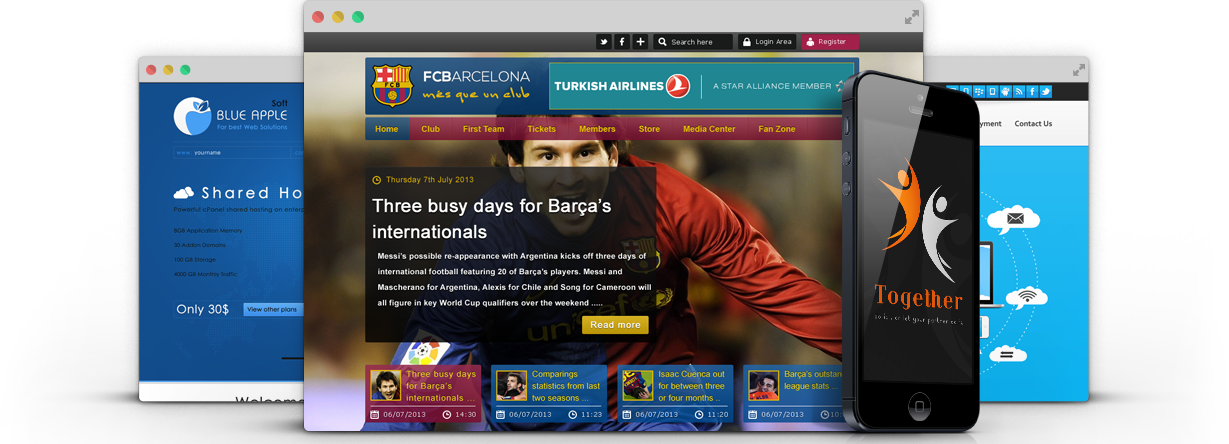 Soft
BLUE APPLE
For best Web Solutions
www. yourname
Shared Ho
Powerful cPanel shared hosting on enter
8GB Application Memory
30 Addon Domains
100 GB Storage
4000 GB Monthly Traffic
Only 30$
View other plans
Welcome
Search here
Login Area
Register
FCB
FCBARCELONA
més que un club
TURKISH AIRLINES
A STAR ALLIANCE MEMBER
Home Club First Team Tickets Members Store Media Center Fan Zone
Thursday 7th July 2013
Three busy days for Barça's
internationals
Messi's possible re-appearance with Argentina kicks off three days of
international football featuring 20 of Barça's players. Messi and
Mascherano for Argentina, Alexis for Chile and Song for Cameroon will
all figure in key World Cup qualifiers over the weekend .....
Read more
unicef
Three busy days
for Barça's
internationals ...
06/07/2013 14:30
Comparings
statistics from last
two seasons ...
06/07/2013 11:23
Isaac Cuenca out
for between three
or four months ..
06/07/2013 11:20
Barça's outstan
league stats ...
06/07/2013 10
Together
yment Contact Us